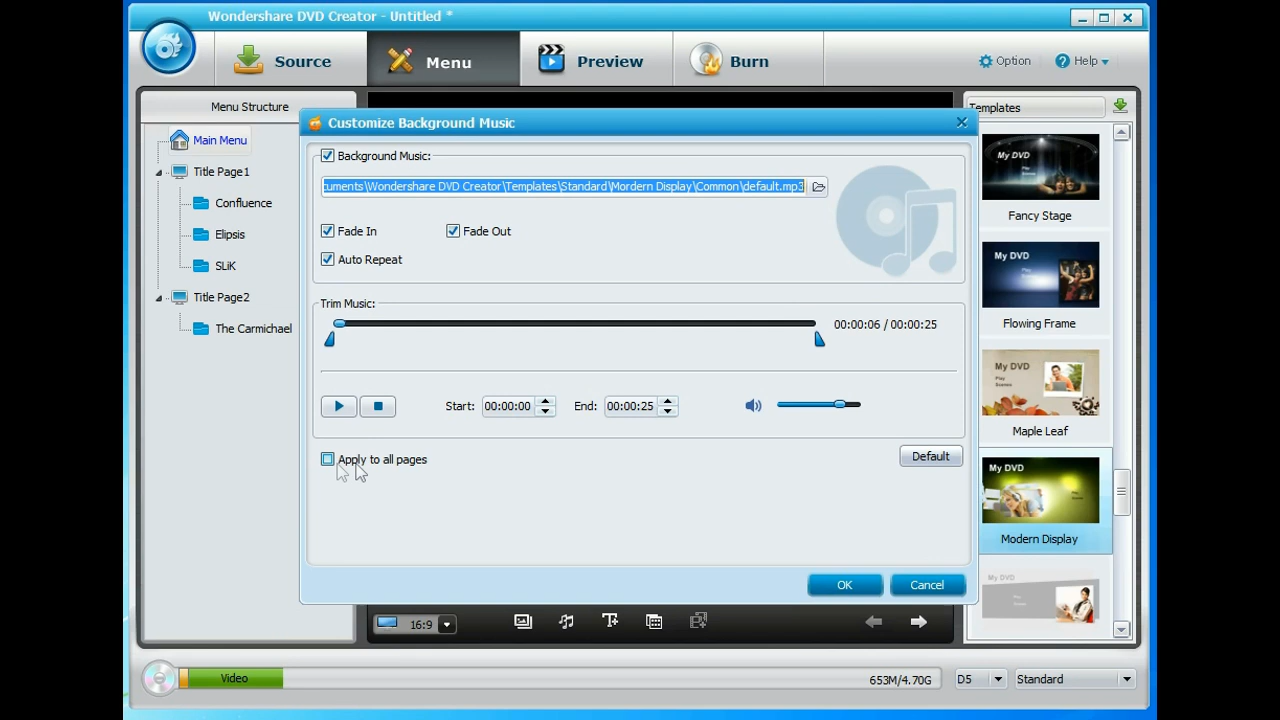 Wondershare DVD Creator - Untitled *
Source
Menu
Preview
Burn
Option
Help
Menu Structure
Main Menu
Title Page1
Confluence
Elipsis
SLiK
Title Page2
The Carmichael
Customize Background Music
Background Music:
cuments\Wondershare DVD Creator\Templates\Standard\Mordern Display\Common\default.mp3
Fade In
Fade Out
Auto Repeat
Trim Music:
00:00:06 / 00:00:25
Start:
00:00:00
End:
00:00:25
Apply to all pages
Default
OK
Cancel
Templates
My DVD
Fancy Stage
My DVD
Flowing Frame
My DVD
Play
Scenes
Maple Leaf
My DVD
Modern Display
My DVD
16:9
Video
653M/4.70G
D5
Standard